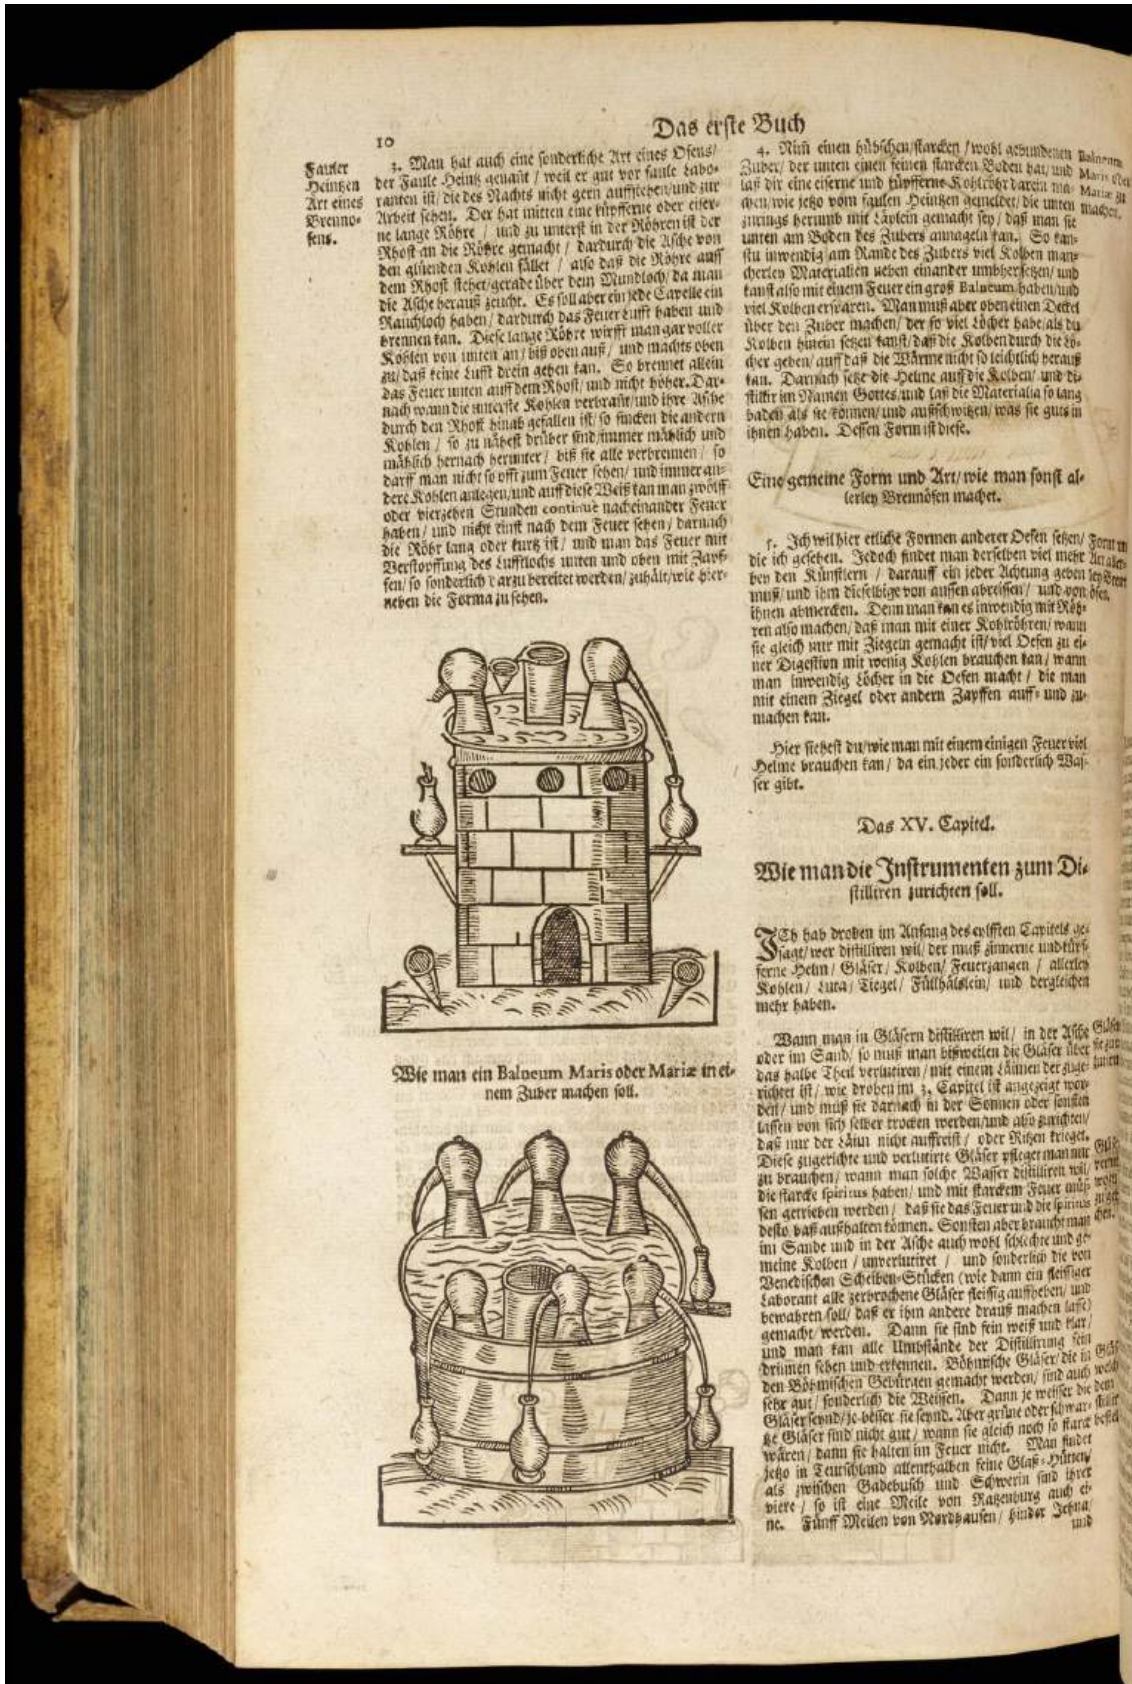 Das erste Buch
10
Fauler
Heintzen
Art eines
Brenno-
fens.
3. Man hat auch eine sonderliche Art eines Ofens/
der Faule Heintz genañt / weil er gut vor faule Labo-
ranten ist/die des Nachts nicht gern auffstehen/und zur
Arbeit sehen. Der hat mitten eine küpfferne oder eiser-
ne lange Röhre / und zu unterst in der Röhren ist der
Rhost an die Röhre gemacht / dardurch die Asche von
den glüenden Kohlen fället / also daß die Röhre auff
dem Rhost stehet/gerade über dem Mundloch/da man
die Asche herauß zeucht. Es soll aber ein jede Capelle ein
Rauchloch haben/ dardurch das Feuer Lufft haben und
brennen kan. Diese lange Röhre wirfft man gar voller
Kohlen von unten an/ biß oben auß/ und machts oben
zu/daß keine Lufft drein gehen kan. So brennet allein
das Feuer unten auff dem Rhost/und nicht höher. Dar-
nach wann die unterste Kohlen verbrañt/und ihre Asche
durch den Rhost hinab gefallen ist/so sincken die andern
Kohlen / so zu nähest drüber sind/immer mählich und
mählich hernach herunter / biß sie alle verbrennen / so
darff man nicht so offt zum Feuer sehen/ und immer an-
dere Kohlen anlegen/und auff diese Weiß kan man zwölff
oder vierzehen Stunden continuè nacheinander Feuer
haben / und nicht einst nach dem Feuer sehen/ darnach
die Röhr lang oder kurtz ist / und man das Feuer mit
Verstopffung des Lufftlochs unten und oben mit Zapf-
fen/ so sonderlich darzu bereitet werden/ zuhält/wie hier-
neben die Forma zu sehen.
Wie man ein Balneum Maris oder Mariæ in ei-
nem Zuber machen soll.
4. Nim̃ einen hübschen/starcken / wohl gebundenen
Zuber/ der unten einen feinen starcken Boden hat/ und
laß dir eine eiserne und küpfferne Kohlröhr darein ma-
chen/wie jetzo vom faulen Heintzen gemeldet/die unten
zurings herumb mit Läplein gemacht sey/ daß man sie
unten am Boden des Zubers annageln kan. So kan-
stu inwendig am Rande des Zubers viel Kolben man-
cherley Materialien neben einander umbher setzen/ und
kanst also mit einem Feuer ein groß Balneum haben/und
viel Kolben ersparen. Man muß aber oben einen Deckel
über den Zuber machen/ der so viel Löcher habe/als du
Kolben hinein setzen kanst/daß die Kolben durch die Lö-
cher gehen/ auff daß die Wärme nicht so leichtlich herauß
kan. Darnach setze die Helme auff die Kolben/ und di-
stillir im Namen Gottes/und laß die Materialia so lang
baden als sie können/und außschwitzen/ was sie guts in
ihnen haben. Dessen Form ist diese.
Balneum
Maris oder
Mariæ zu
machen.
Eine gemeine Form und Art/ wie man sonst al-
lerley Brennöfen machet.
5. Ich wil hier etliche Formen anderer Oefen setzen/
die ich gesehen. Jedoch findet man derselben viel mehr
bey den Künstlern / darauff ein jeder Achtung geben
muß/ und ihm dieselbige von aussen abreissen/ und von
ihnen abmercken. Denn man kan es inwendig mit Röh-
ren also machen/ daß man mit einer Kohlröhren/ wann
sie gleich nur mit Ziegeln gemacht ist/ viel Oefen zu ei-
ner Digestion mit wenig Kohlen brauchen kan/ wann
man inwendig Löcher in die Oefen macht / die man
mit einem Ziegel oder andern Zapffen auff- und zu-
machen kan.
Form
Art
öfen.
Hier siehest du/wie man mit einem einigen Feuer viel
Helme brauchen kan/ da ein jeder ein sonderlich Was-
ser gibt.
Das XV. Capitel.
Wie man die Instrumenten zum Di-
stilliren zurichten soll.
ICh hab droben im Anfang des eylfften Capitels ge-
sagt/wer distilliren wil/ der muß zinnerne und küpf-
ferne Helm/ Gläser/ Kolben/ Feuerzangen / allerley
Kohlen/ Luta/ Tiegel/ Füllhälslein/ und dergleichen
mehr haben.
Wann man in Gläsern distilliren wil/ in der Asche
oder im Sand/ so muß man bißweilen die Gläser über
das halbe Theil verlutiren/ mit einem Läimen der zuge-
richtet ist/ wie droben im 3. Capitel ist angezeigt wor-
den/ und muß sie darnach in der Sonnen oder sonsten
lassen von sich selber trocken werden/und also zurichten/
daß nur der Läim nicht auffreist / oder Ritzen krieget.
Diese zugerichte und verlutirte Gläser pfleget man nur
zu brauchen/ wann man solche Wasser distilliren wil/
die starcke spiritus haben/ und mit starckem Feuer müs-
sen getrieben werden/ daß sie das Feuer und die spiritus
desto baß außhalten können. Sonsten aber braucht man
im Sande und in der Asche auch wohl schlechte und ge-
meine Kolben / unverlutiret / und sonderlich die von
Venedischen Scheiben-Stücken (wie dann ein fleissiger
Laborant alle zerbrochene Gläser fleissig auffheben/ und
bewahren soll/ daß er ihm andere drauß machen lasse)
gemacht werden. Dann sie sind fein weiß und klar/
und man kan alle Umbstände der Distillirung fein
drinnen sehen und erkennen. Böhmische Gläser/ die in
den Böhmischen Gebürgen gemacht werden/ sind auch
sehr gut/ sonderlich die Weissen. Dann je weisser die
Gläser seynd/je besser sie seynd. Aber grüne oder schwar-
tze Gläser sind nicht gut/ wann sie gleich noch so starck
wären/ dann sie halten im Feuer nicht. Man findet
jetzo in Teutschland allenthalben feine Glaß-Hütten/
als zwischen Gadebusch und Schwerin sind ihrer
viere / so ist eine Meile von Ratzenburg auch ei-
ne. Fünff Meilen von Nordhausen/ hinder Jehna/
und